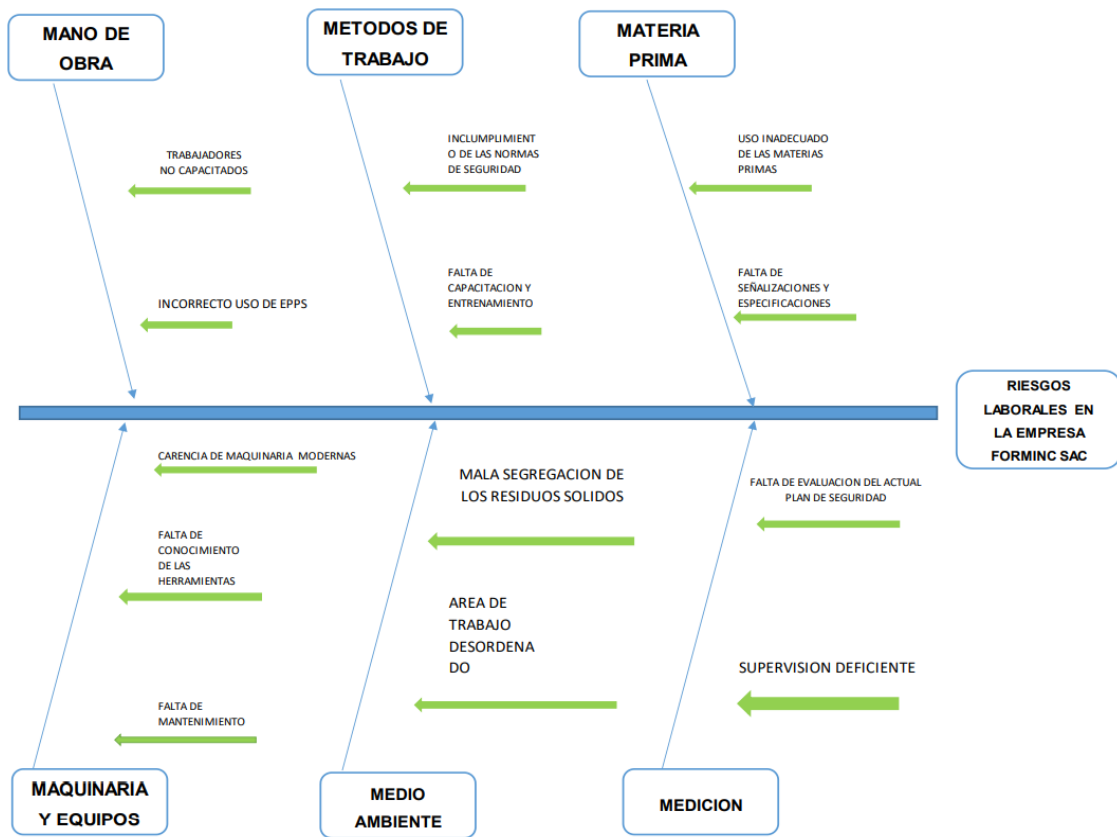 MANO DE
OBRA
METODOS DE
TRABAJO
MATERIA
PRIMA
TRABAJADORES
NO CAPACITADOS
INCLUMPLIMIENT
O DE LAS NORMAS
DE SEGURIDAD
USO INADECUADO
DE LAS MATERIAS
PRIMAS
INCORRECTO USO DE EPPS
FALTA DE
CAPACITACION Y
ENTRENAMIENTO
FALTA DE
SEÑALIZACIONES Y
ESPECIFICACIONES
RIESGOS
LABORALES EN
LA EMPRESA
FORMINC SAC
CARENCIA DE MAQUINARIA MODERNAS
MALA SEGREGACION DE
LOS RESIDUOS SOLIDOS
FALTA DE EVALUACION DEL ACTUAL
PLAN DE SEGURIDAD
FALTA DE
CONOCIMIENTO
DE LAS
HERRAMIENTAS
AREA DE
TRABAJO
DESORDENA
DO
SUPERVISION DEFICIENTE
FALTA DE
MANTENIMIENTO
MAQUINARIA
Y EQUIPOS
MEDIO
AMBIENTE
MEDICION